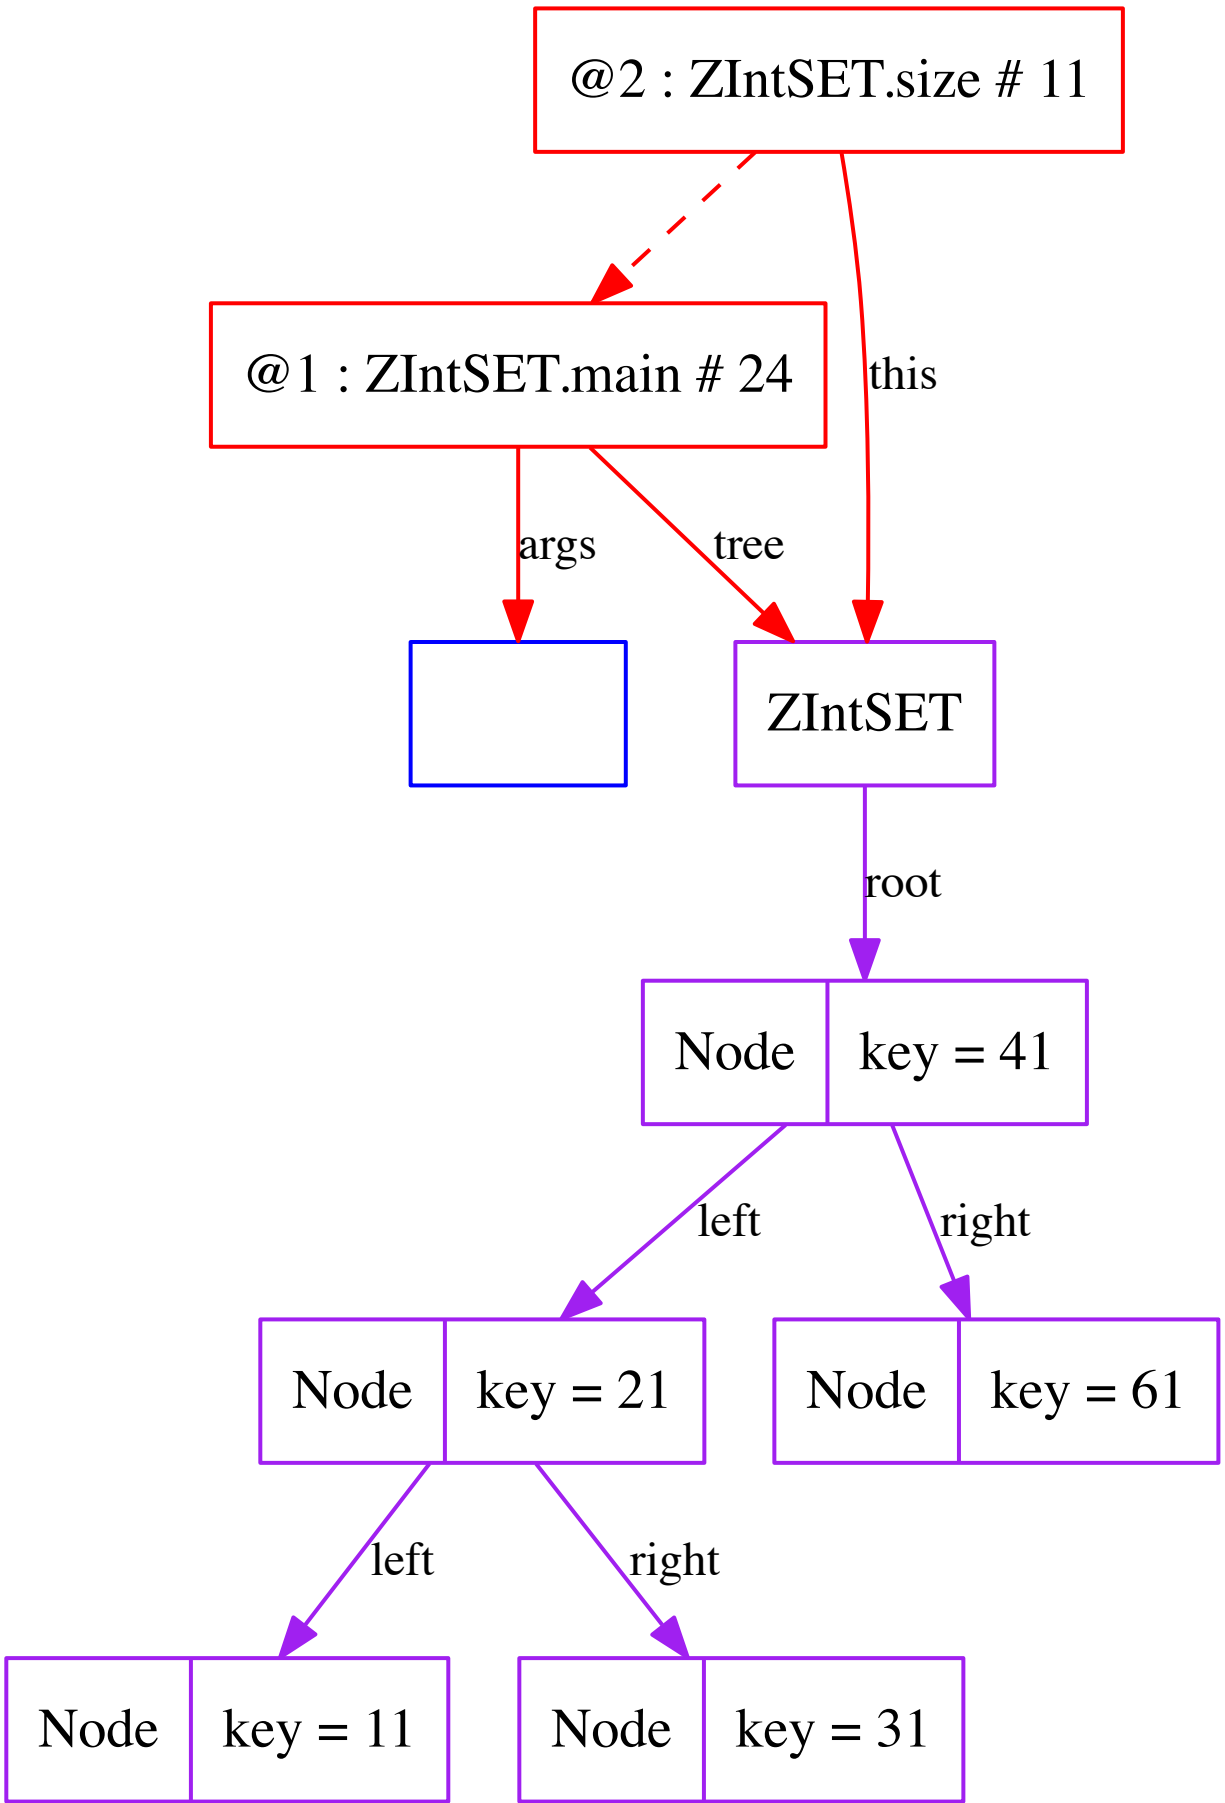 @2 : ZIntSET.size # 11
@1 : ZIntSET.main # 24
this
args
tree
ZIntSET
root
Node
key = 41
left
right
Node
key = 21
Node
key = 61
left
right
Node
key = 11
Node
key = 31